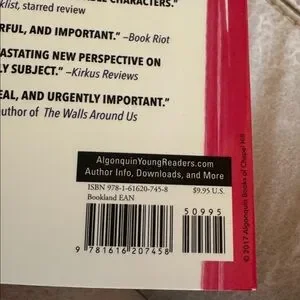 LE CHARACTERS.”
klist, starred review
RFUL, AND IMPORTANT.” –Book Riot
ASTATING NEW PERSPECTIVE ON
LY SUBJECT.” –Kirkus Reviews
EAL, AND URGENTLY IMPORTANT.”
author of The Walls Around Us
AlgonquinYoungReaders.com
Author Info, Downloads, and More
ISBN 978-1-61620-745-8 $9.95 U.S.
Bookland EAN
50995
9 781616 207458
© 2017 Algonquin Books of Chapel Hill